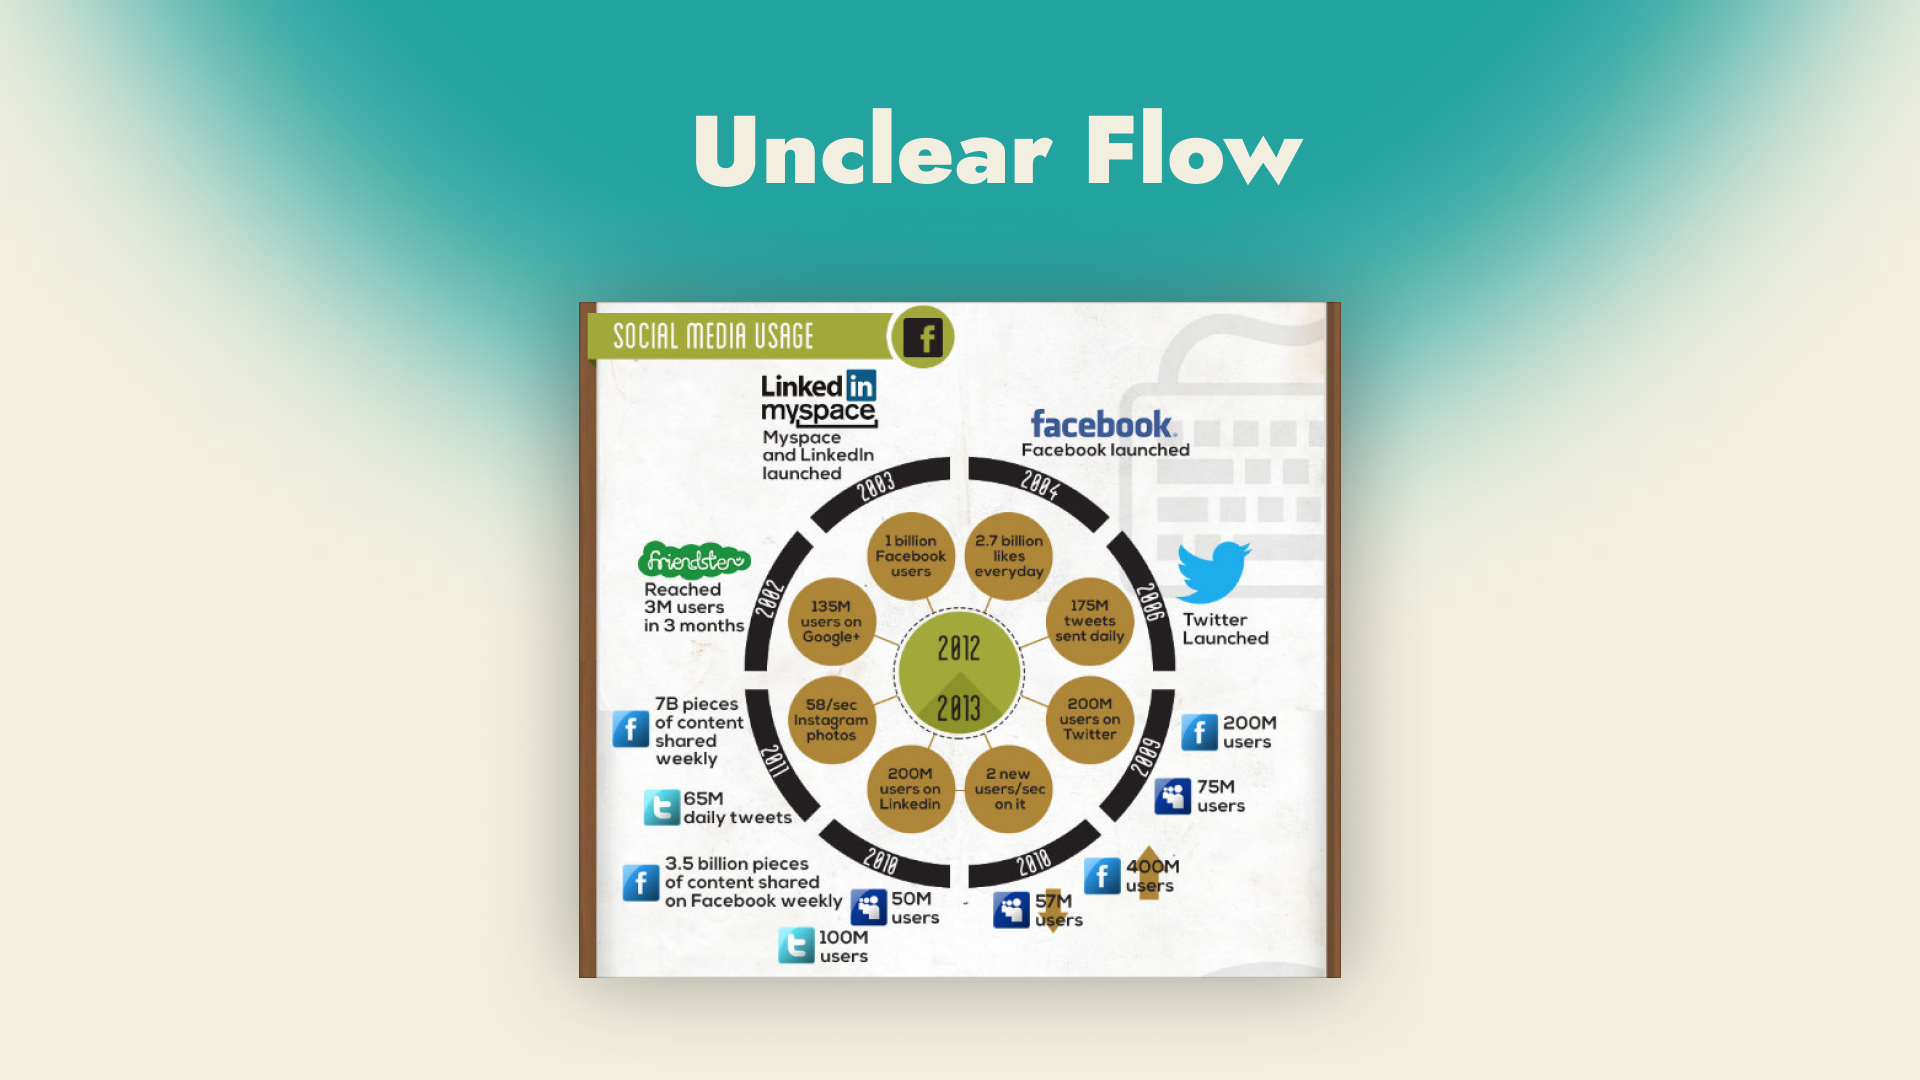 Unclear Flow
SOCIAL MEDIA USAGE
f
Linked in
myspace
Myspace
and LinkedIn
launched
facebook.
Facebook launched
2003
2004
friendster
Reached
3M users
in 3 months
2002
2006
Twitter
Launched
1 billion
Facebook
users
2.7 billion
likes
everyday
135M
users on
Google+
175M
tweets
sent daily
2012
2013
58/sec
Instagram
photos
200M
users on
Twitter
200M
users on
Linkedin
2 new
users/sec
on it
f
7B pieces
of content
shared
weekly
2011
2009
f
200M
users
t
65M
daily tweets
75M
users
2010
2010
f
3.5 billion pieces
of content shared
on Facebook weekly
50M
users
57M
users
f
400M
users
t
100M
users